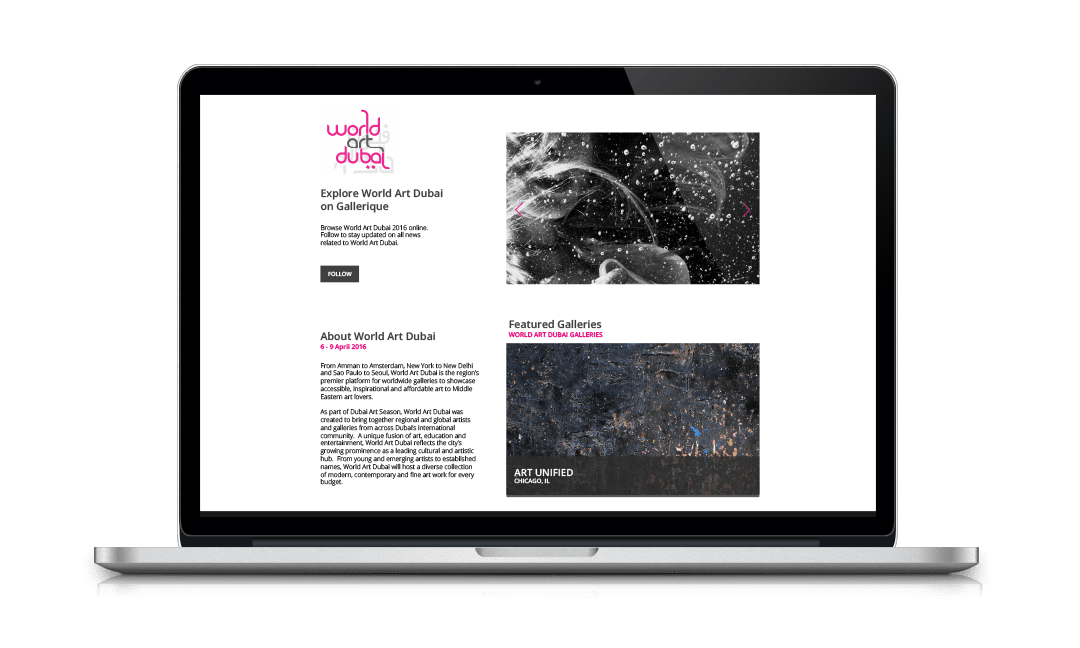 world
art
dubai
Explore World Art Dubai
on Gallerique
Browse World Art Dubai 2016 online.
Follow to stay updated on all news
related to World Art Dubai.
FOLLOW
About World Art Dubai
6 - 9 April 2016
From Amman to Amsterdam, New York to New Delhi
and Sao Paulo to Seoul, World Art Dubai is the region's
premier platform for worldwide galleries to showcase
accessible, inspirational and affordable art to Middle
Eastern art lovers.
As part of Dubai Art Season, World Art Dubai was
created to bring together regional and global artists
and galleries from across Dubai's international
community. A unique fusion of art, education and
entertainment, World Art Dubai reflects the city's
growing prominence as a leading cultural and artistic
hub. From young and emerging artists to established
names, World Art Dubai will host a diverse collection
of modern, contemporary and fine art work for every
budget.
Featured Galleries
WORLD ART DUBAI GALLERIES
ART UNIFIED
CHICAGO, IL